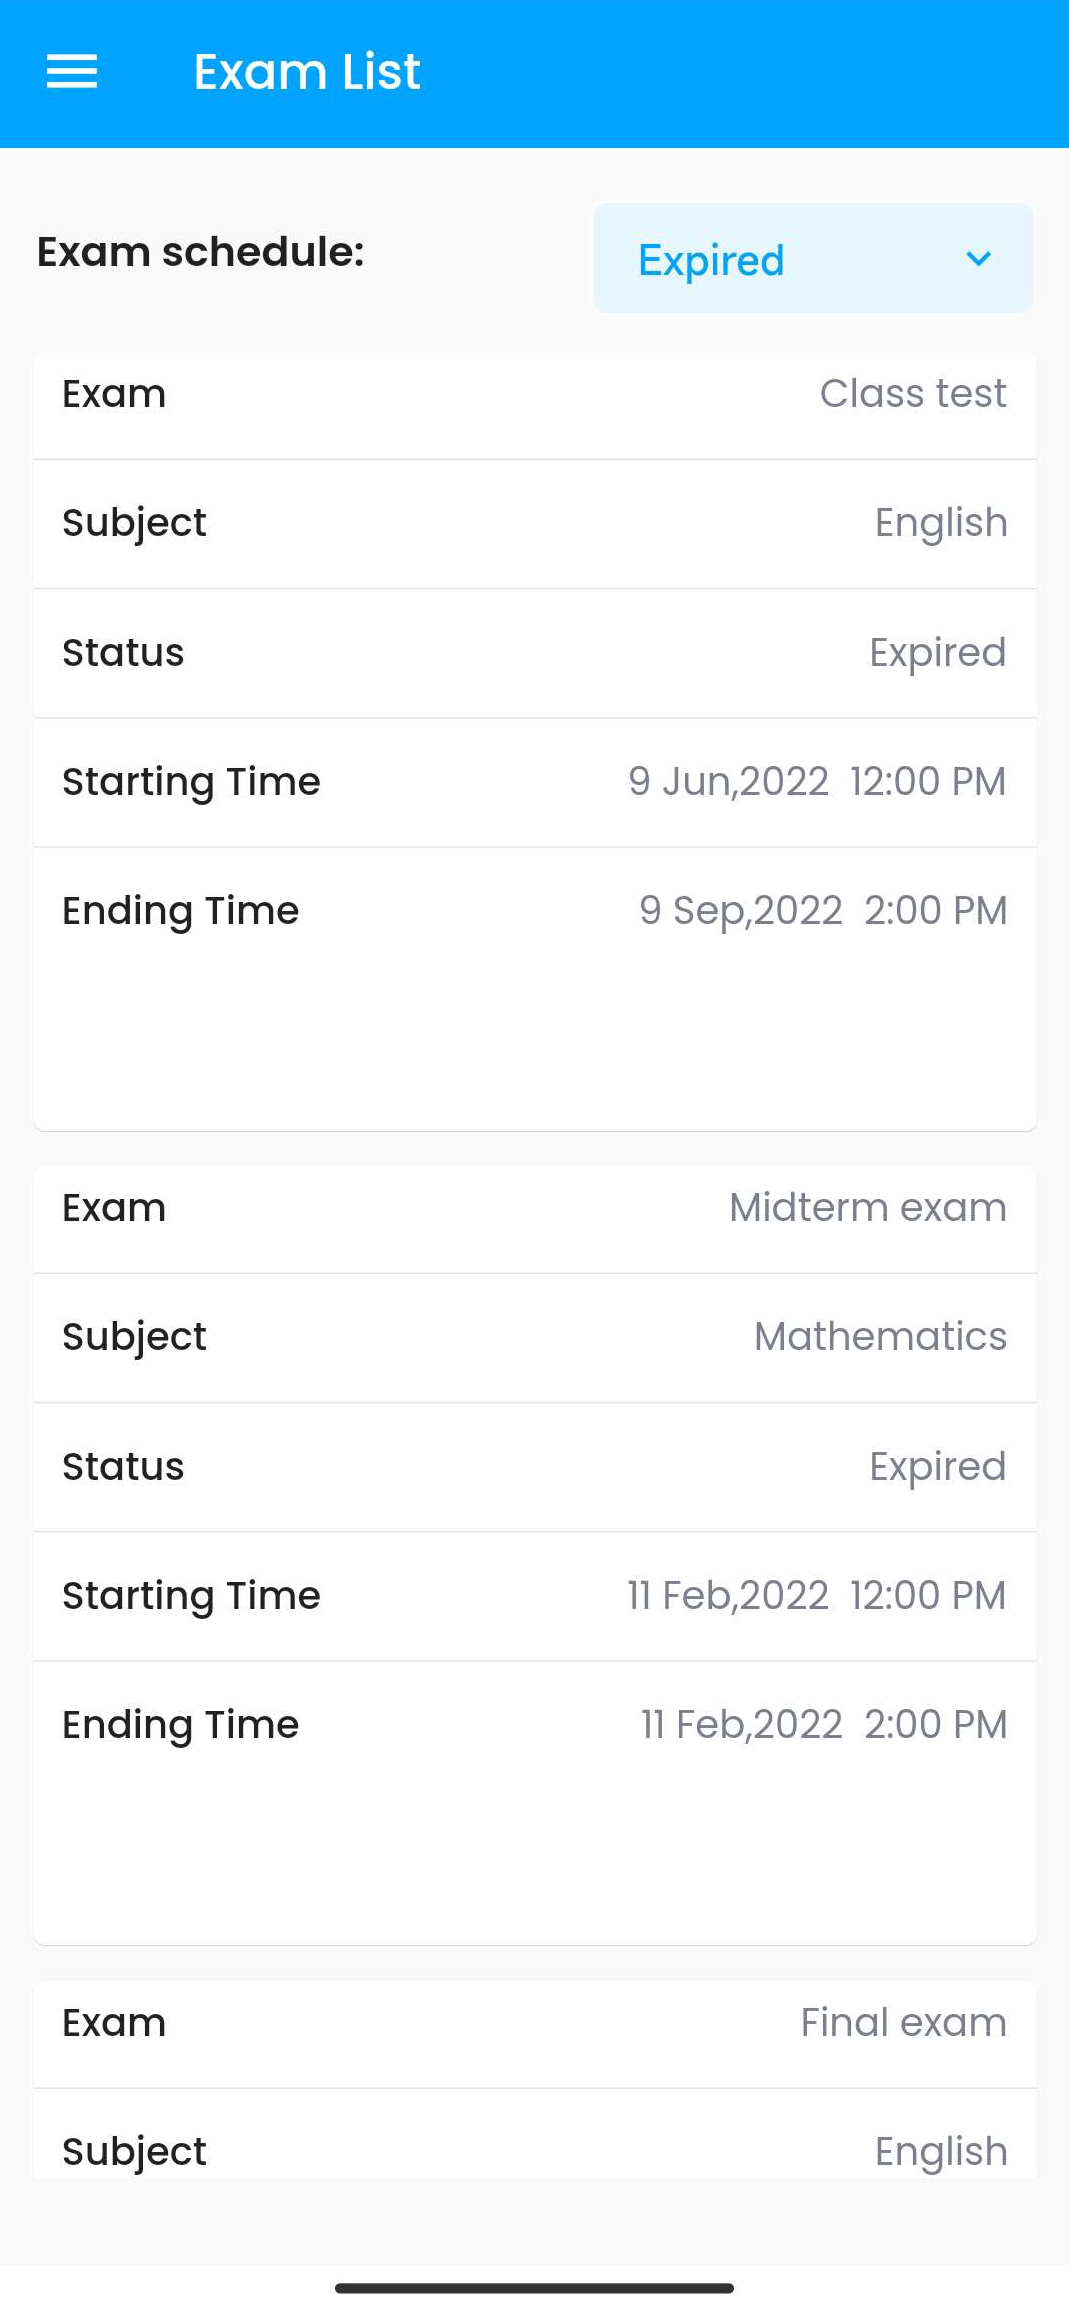 Exam List
Exam schedule: Expired
Exam Class test
Subject English
Status Expired
Starting Time 9 Jun,2022 12:00 PM
Ending Time 9 Sep,2022 2:00 PM
Exam Midterm exam
Subject Mathematics
Status Expired
Starting Time 11 Feb,2022 12:00 PM
Ending Time 11 Feb,2022 2:00 PM
Exam Final exam
Subject English